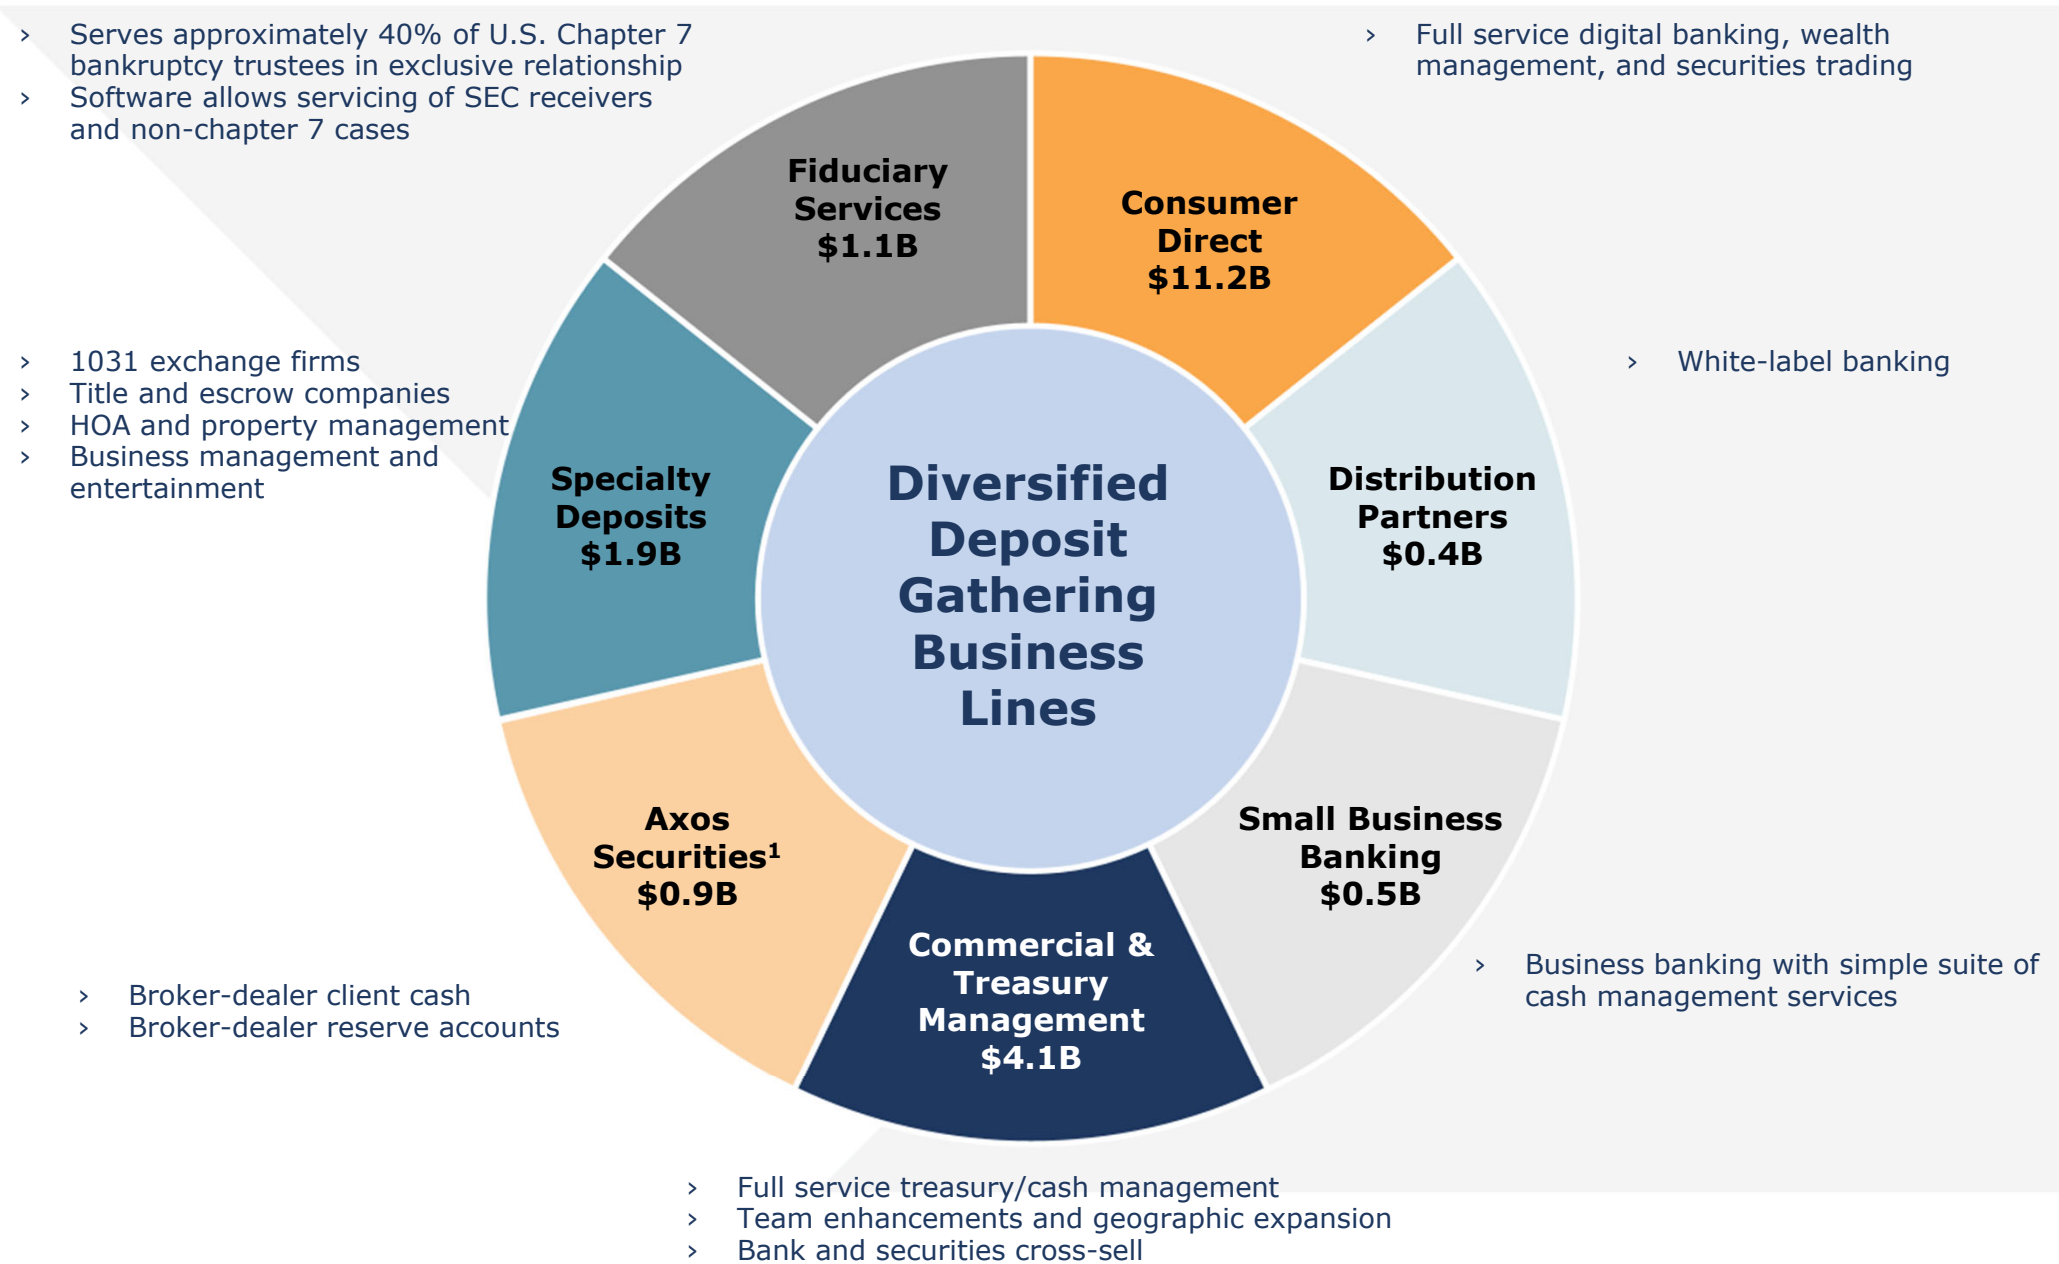 › Serves approximately 40% of U.S. Chapter 7
bankruptcy trustees in exclusive relationship
› Software allows servicing of SEC receivers
and non-chapter 7 cases
› Full service digital banking, wealth
management, and securities trading
Fiduciary
Services
$1.1B
Consumer
Direct
$11.2B
› 1031 exchange firms
› Title and escrow companies
› HOA and property management
› Business management and
entertainment
› White-label banking
Specialty
Deposits
$1.9B
Diversified
Deposit
Gathering
Business
Lines
Distribution
Partners
$0.4B
Axos
Securities¹
$0.9B
Small Business
Banking
$0.5B
Commercial &
Treasury
Management
$4.1B
› Broker-dealer client cash
› Broker-dealer reserve accounts
› Business banking with simple suite of
cash management services
› Full service treasury/cash management
› Team enhancements and geographic expansion
› Bank and securities cross-sell